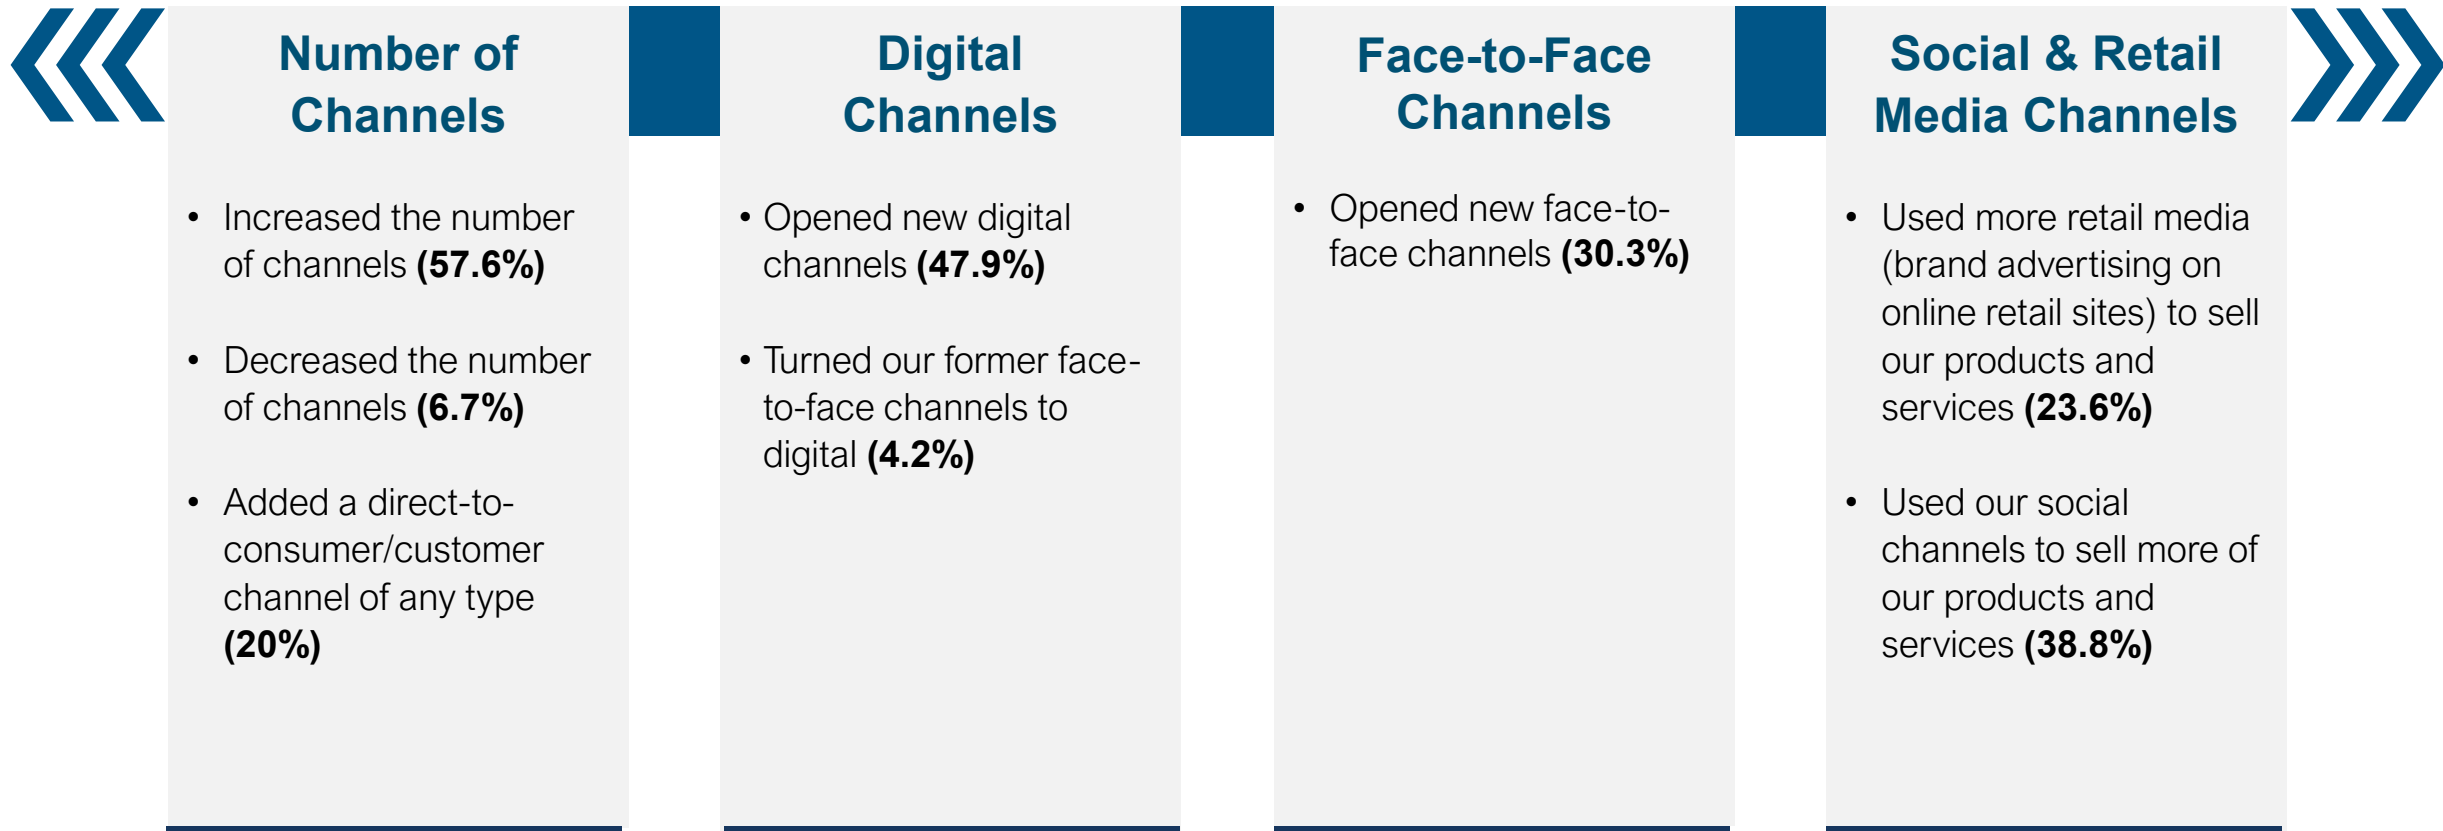 Number of
Channels
• Increased the number
of channels (57.6%)
• Decreased the number
of channels (6.7%)
• Added a direct-to-
consumer/customer
channel of any type
(20%)
Digital
Channels
• Opened new digital
channels (47.9%)
• Turned our former face-
to-face channels to
digital (4.2%)
Face-to-Face
Channels
• Opened new face-to-
face channels (30.3%)
Social & Retail
Media Channels
• Used more retail media
(brand advertising on
online retail sites) to sell
our products and
services (23.6%)
• Used our social
channels to sell more of
our products and
services (38.8%)